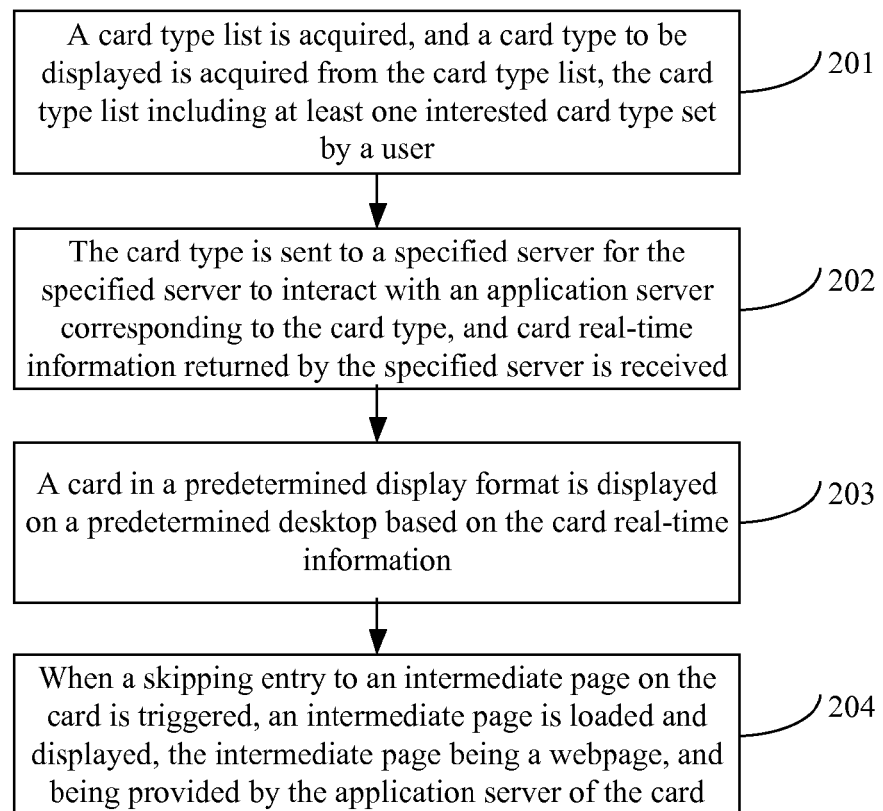 A card type list is acquired, and a card type to be
displayed is acquired from the card type list, the card
type list including at least one interested card type set
by a user
201
The card type is sent to a specified server for the
specified server to interact with an application server
corresponding to the card type, and card real-time
information returned by the specified server is received
202
A card in a predetermined display format is displayed
on a predetermined desktop based on the card real-time
information
203
When a skipping entry to an intermediate page on the
card is triggered, an intermediate page is loaded and
displayed, the intermediate page being a webpage, and
being provided by the application server of the card
204